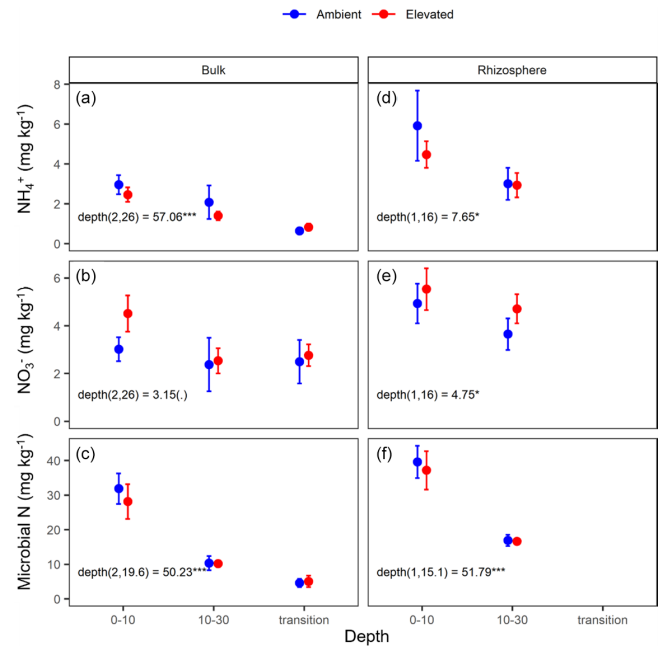 Ambient Elevated
Bulk Rhizosphere
(a) (d)
NH₄⁺ (mg kg⁻¹)
8
6
4
2
0
depth(2,26) = 57.06*** depth(1,16) = 7.65*
(b) (e)
NO₃⁻ (mg kg⁻¹)
6
4
2
0
depth(2,26) = 3.15(.) depth(1,16) = 4.75*
(c) (f)
Microbial N (mg kg⁻¹)
40
30
20
10
0
depth(2,19.6) = 50.23*** depth(1,15.1) = 51.79***
0-10 10-30 transition 0-10 10-30 transition
Depth